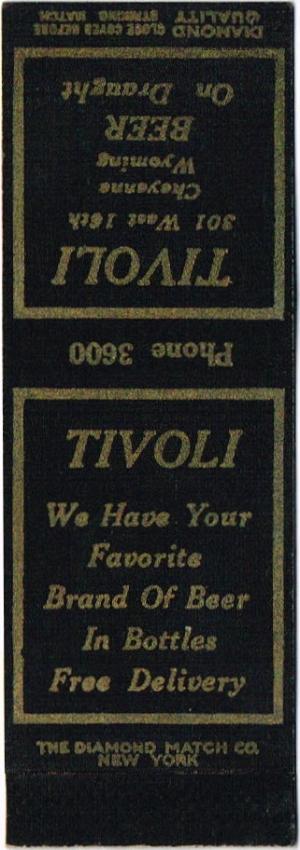 TIVOLI
301 West 16th
Cheyenne
Wyoming
BEER
On Draught
DIAMOND QUALITY
CLOSE COVER BEFORE STRIKING MATCH
Phone 3600
TIVOLI
We Have Your
Favorite
Brand Of Beer
In Bottles
Free Delivery
THE DIAMOND MATCH CO.
NEW YORK